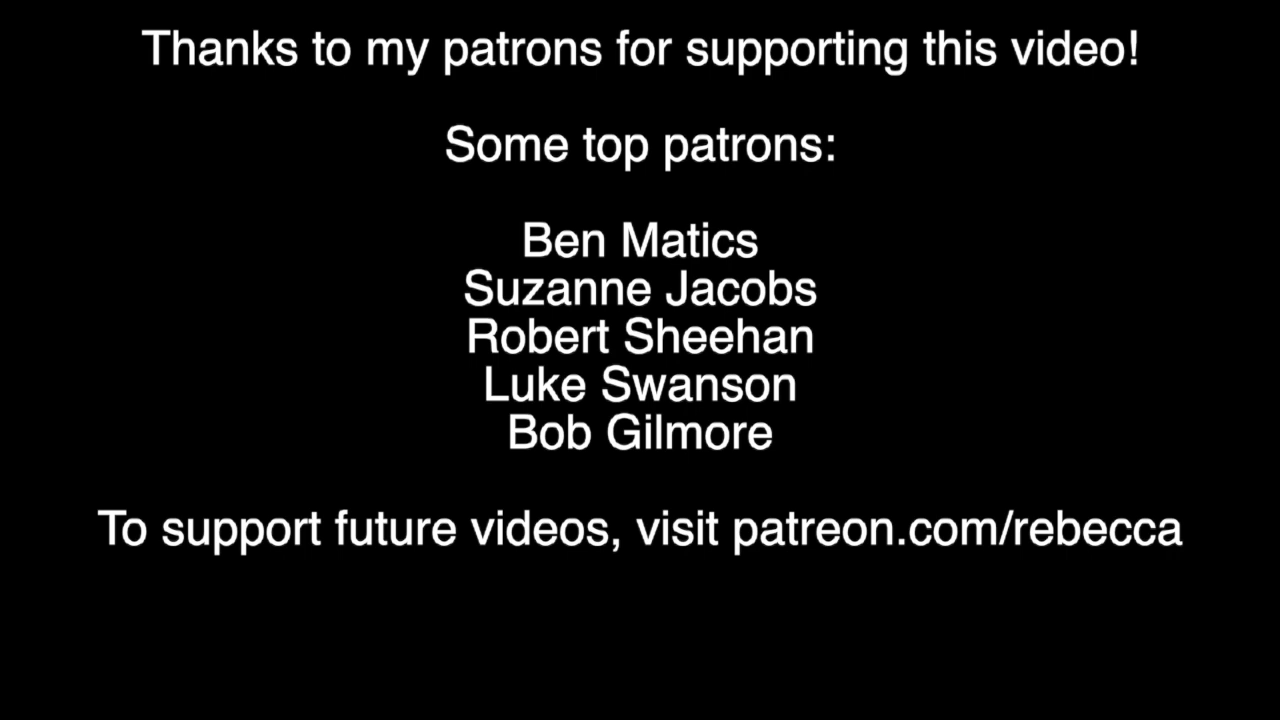 Thanks to my patrons for supporting this video!
Some top patrons:
Ben Matics
Suzanne Jacobs
Robert Sheehan
Luke Swanson
Bob Gilmore
To support future videos, visit patreon.com/rebecca